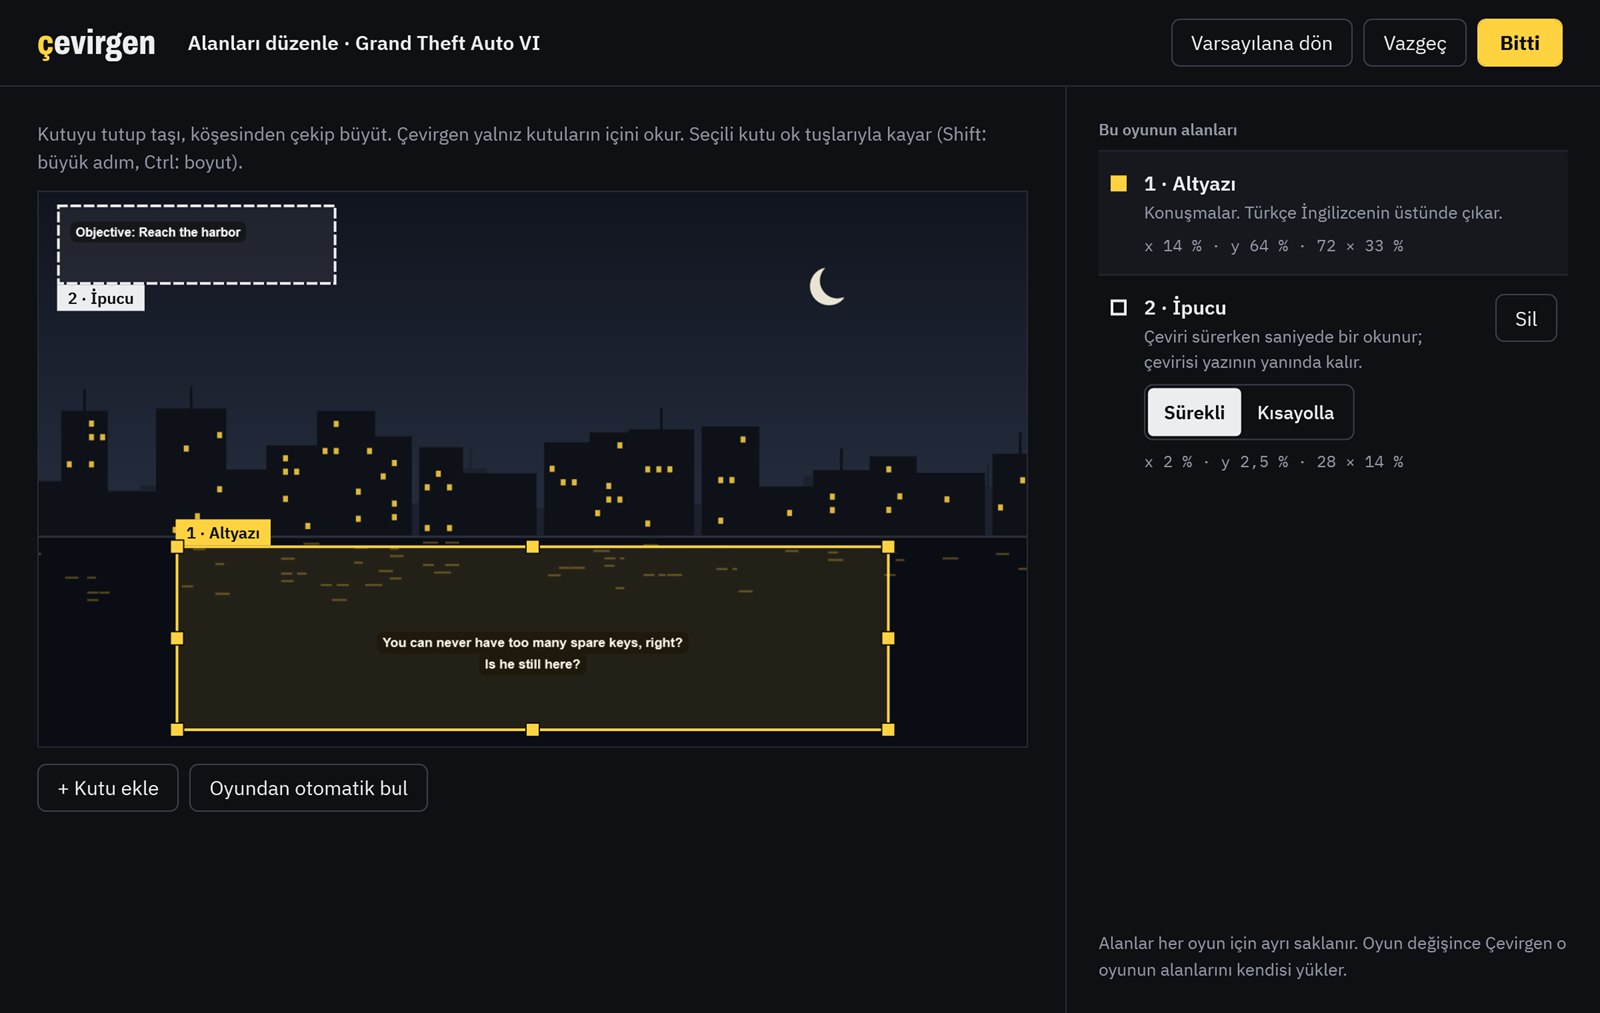 çevirgen
Alanları düzenle · Grand Theft Auto VI
Varsayılana dön
Vazgeç
Bitti
Kutuyu tutup taşı, köşesinden çekip büyüt. Çevirgen yalnız kutuların içini okur. Seçili kutu ok tuşlarıyla kayar (Shift:
büyük adım, Ctrl: boyut).
Objective: Reach the harbor
2 · İpucu
1 · Altyazı
You can never have too many spare keys, right?
Is he still here?
+ Kutu ekle
Oyundan otomatik bul
Bu oyunun alanları
1 · Altyazı
Konuşmalar. Türkçe İngilizcenin üstünde çıkar.
x 14 % · y 64 % · 72 × 33 %
2 · İpucu
Sil
Çeviri sürerken saniyede bir okunur;
çevirisi yazının yanında kalır.
Sürekli
Kısayolla
x 2 % · y 2,5 % · 28 × 14 %
Alanlar her oyun için ayrı saklanır. Oyun değişince Çevirgen o
oyunun alanlarını kendisi yükler.